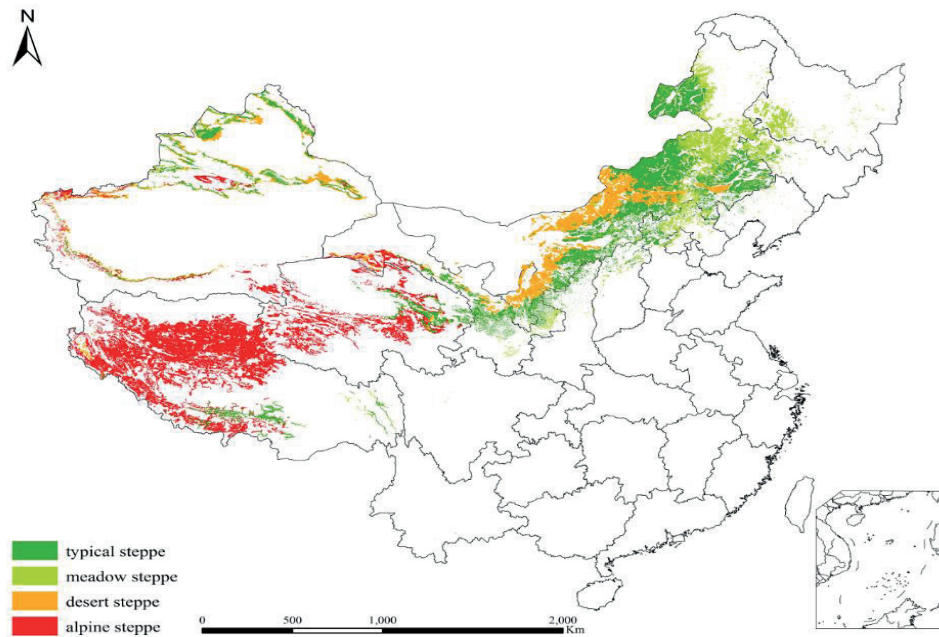 N
typical steppe
meadow steppe
desert steppe
alpine steppe
0 500 1,000 2,000
Km